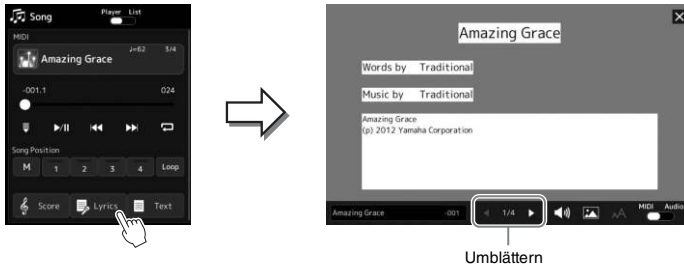 Song
Player List
MIDI
Amazing Grace
♩=62 3/4
-001.1 024
Song Position
M 1 2 3 4 Loop
Score Lyrics Text
Amazing Grace
Words by Traditional
Music by Traditional
Amazing Grace
(p) 2012 Yamaha Corporation
Amazing Grace -001 1/4 A MIDI Audio
Umblättern